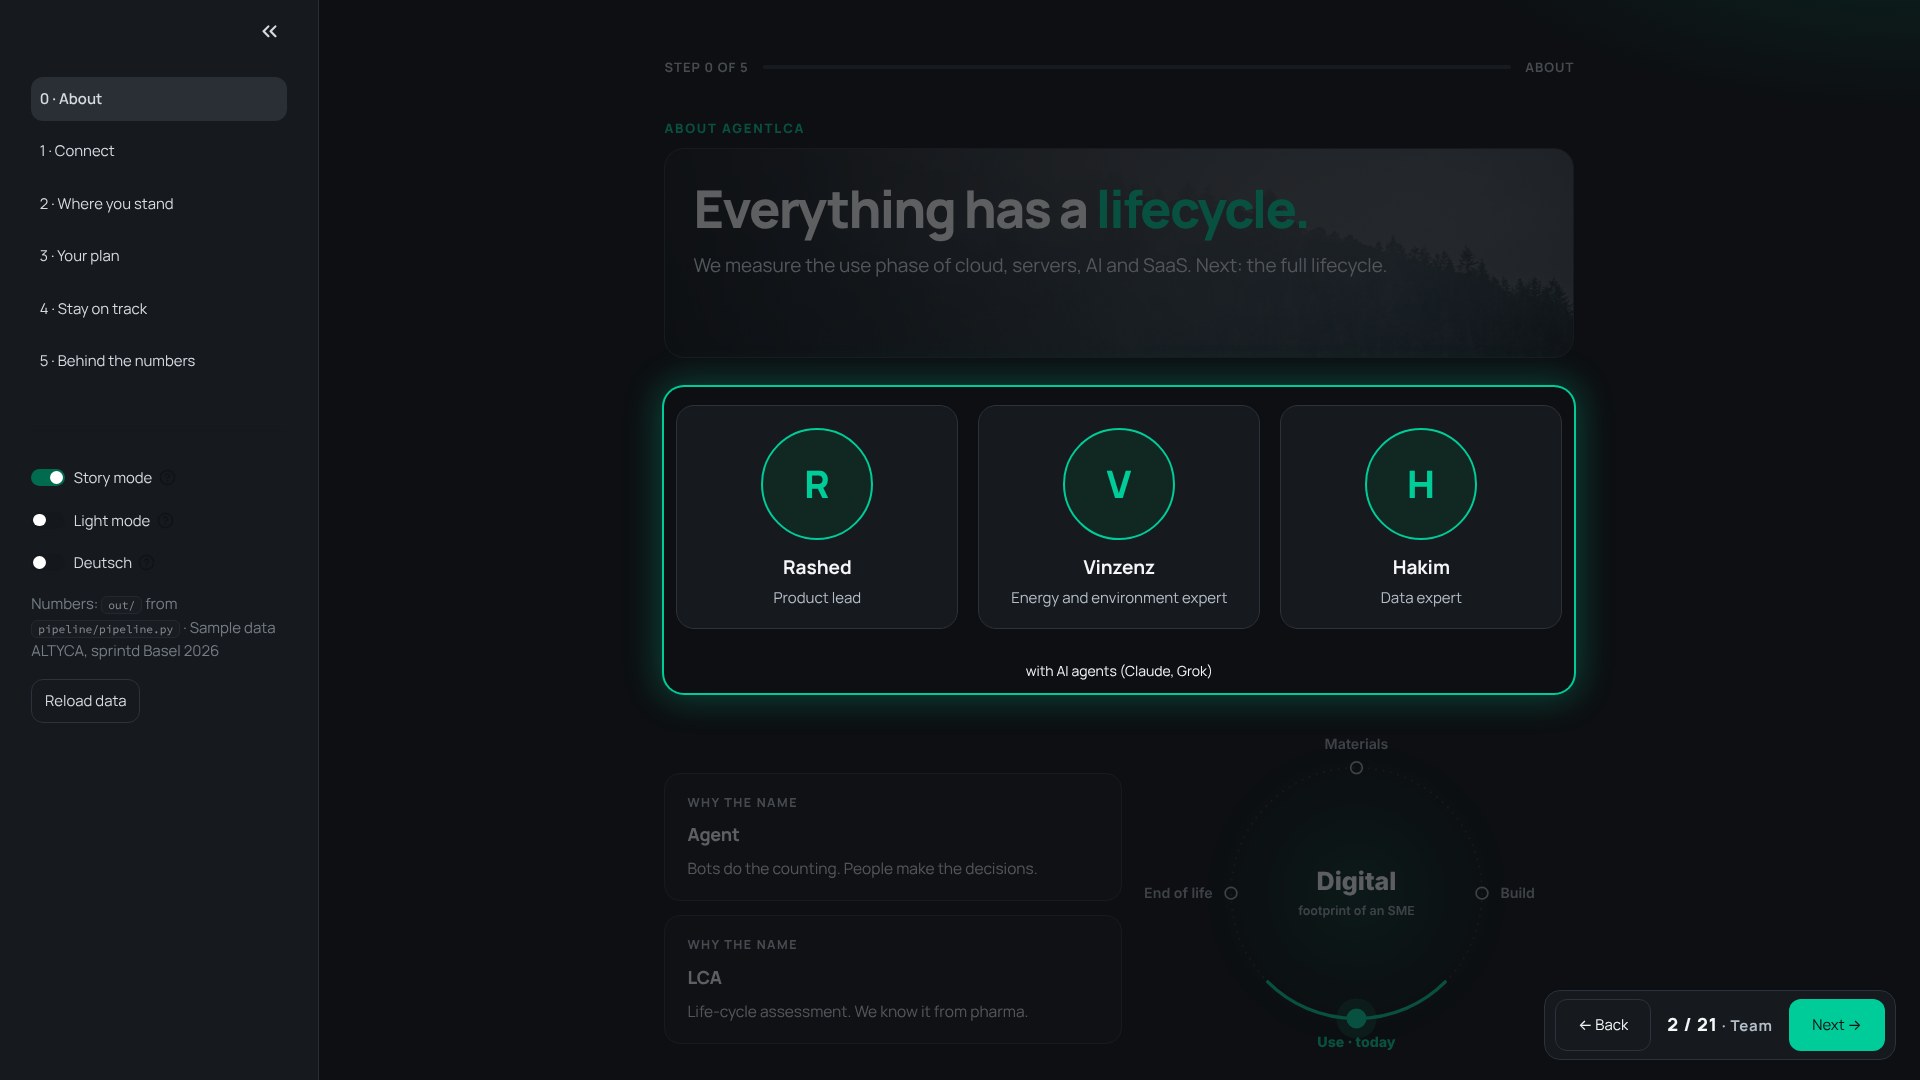 0 · About
1 · Connect
2 · Where you stand
3 · Your plan
4 · Stay on track
5 · Behind the numbers
Story mode
Light mode
Deutsch
Numbers: out/ from
pipeline/pipeline.py · Sample data
ALTYCA, sprintd Basel 2026
Reload data
STEP 0 OF 5
ABOUT
ABOUT AGENTLCA
Everything has a lifecycle.
We measure the use phase of cloud, servers, AI and SaaS. Next: the full lifecycle.
R
Rashed
Product lead
V
Vinzenz
Energy and environment expert
H
Hakim
Data expert
with AI agents (Claude, Grok)
WHY THE NAME
Agent
Bots do the counting. People make the decisions.
WHY THE NAME
LCA
Life-cycle assessment. We know it from pharma.
Materials
End of life
Digital
footprint of an SME
Build
Use · today
← Back
2 / 21 · Team
Next →